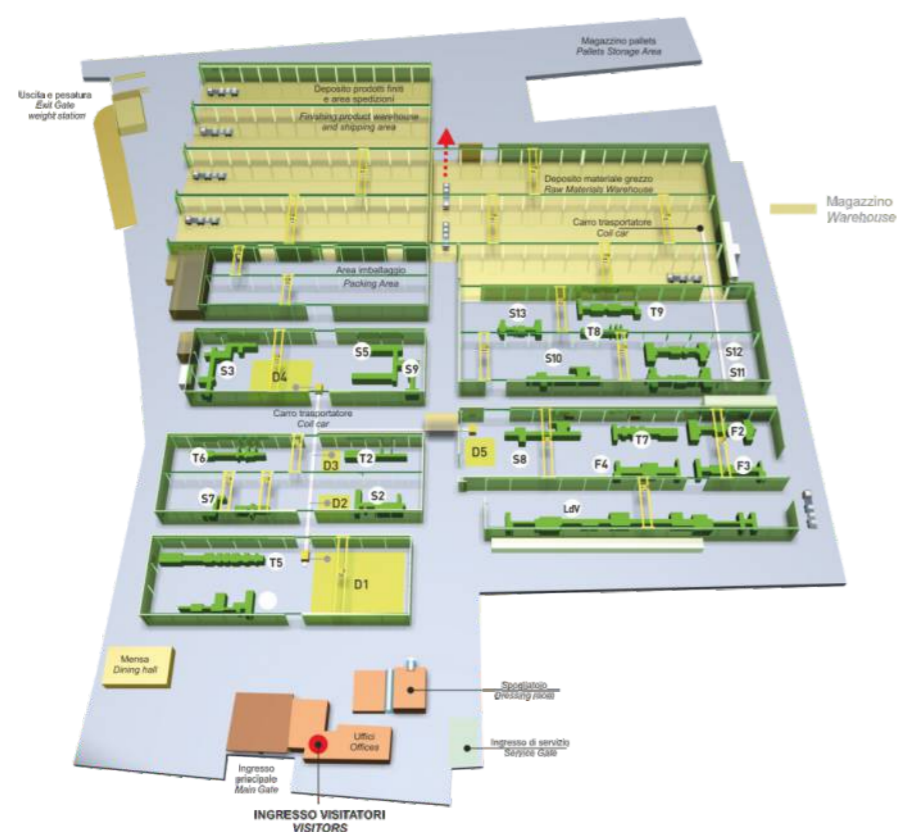 Magazzino pallets
Pallets Storage Area
Uscita e pesatura
Exit Gate
weight station
Deposito prodotti finiti
e area spedizioni
Finishing product warehouse
and shipping area
Deposito materiale grezzo
Raw Materials Warehouse
Magazzino
Warehouse
Carro trasportatore
Coil car
Area imballaggio
Packing Area
S13
T9
T8
S12
S10
S11
S5
S3
D4
S9
Carro trasportatore
Coil car
F2
T7
D5
S8
F4
F3
T6
D3
T2
S7
D2
S2
LdV
T5
D1
Mensa
Dining hall
Spogliatoio
Dressing room
Uffici
Offices
Ingresso di servizio
Service Gate
Ingresso
principale
Main Gate
INGRESSO VISITATORI
VISITORS